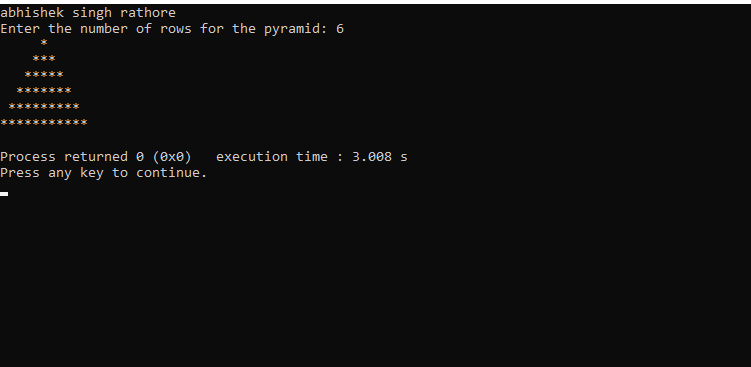 abhishek singh rathore
Enter the number of rows for the pyramid: 6
     *
    ***
   *****
  *******
 *********
***********

Process returned 0 (0x0)   execution time : 3.008 s
Press any key to continue.